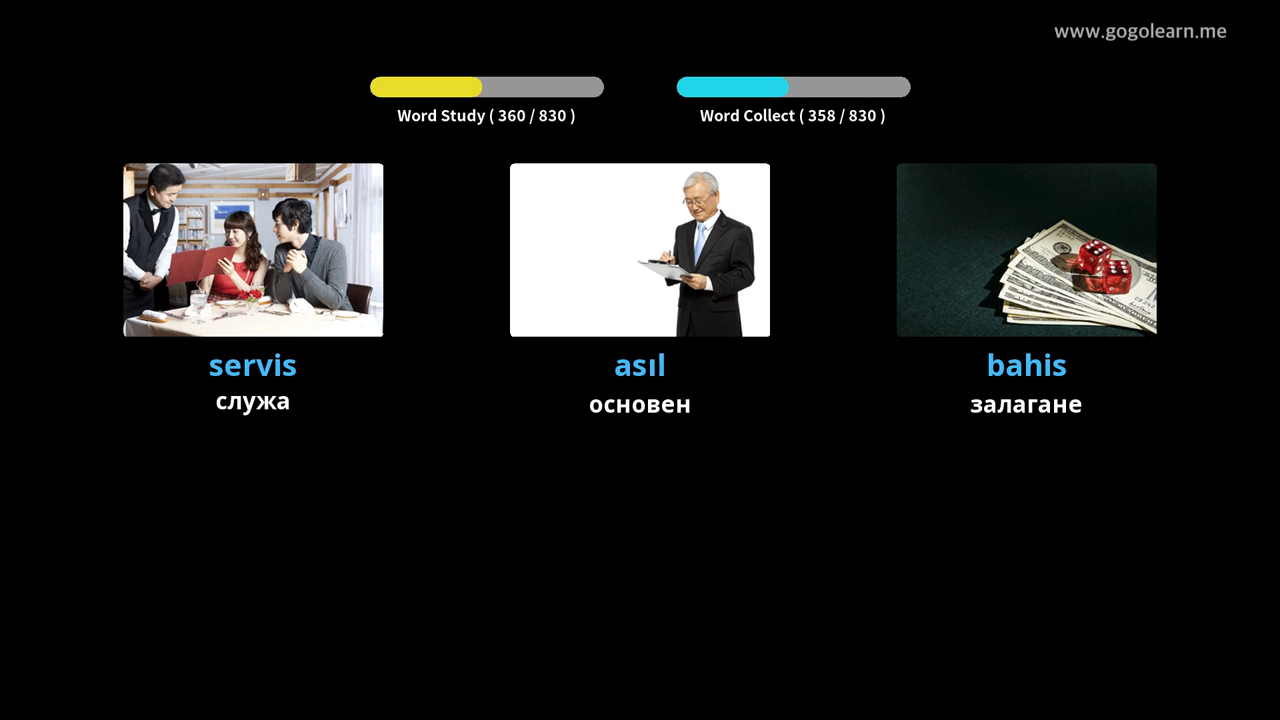 www.gogolearn.me
Word Study ( 360 / 830 )
Word Collect ( 358 / 830 )
servis
asıl
bahis
служа
основен
залагане